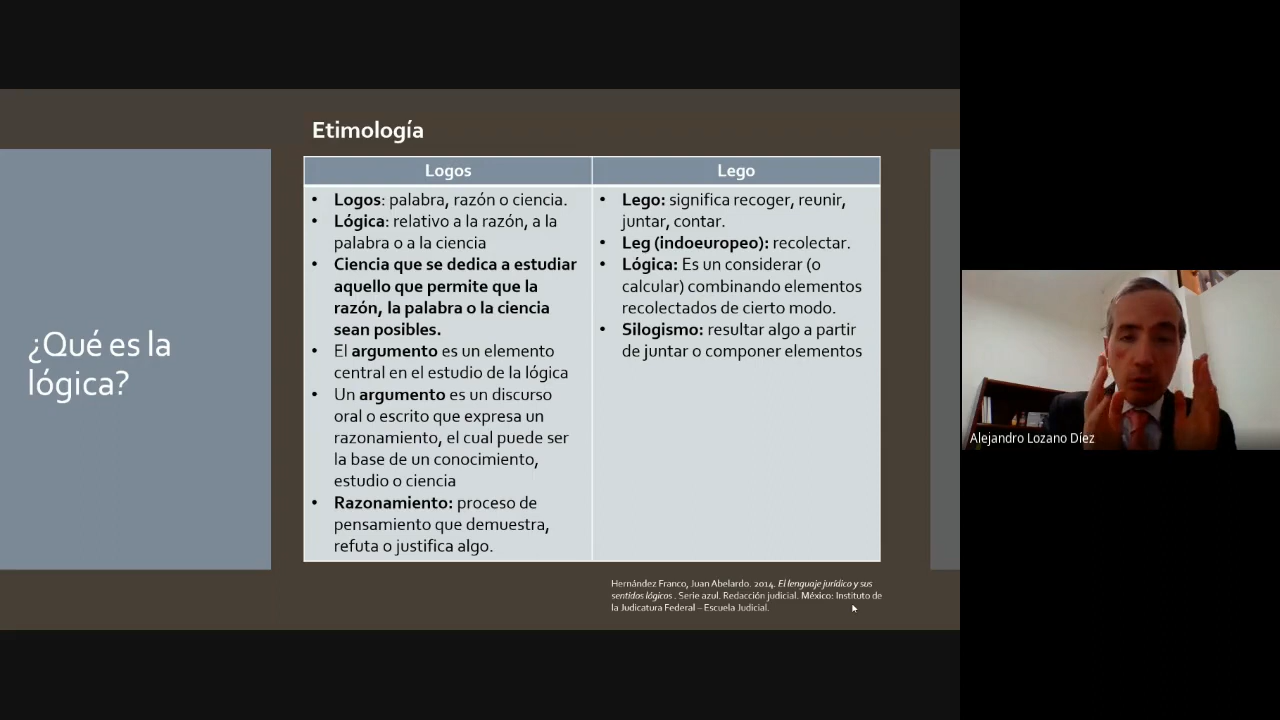 Etimología
¿Qué es la
lógica?
Logos
• Logos: palabra, razón o ciencia.
• Lógica: relativo a la razón, a la
palabra o a la ciencia
• Ciencia que se dedica a estudiar
aquello que permite que la
razón, la palabra o la ciencia
sean posibles.
• El argumento es un elemento
central en el estudio de la lógica
• Un argumento es un discurso
oral o escrito que expresa un
razonamiento, el cual puede ser
la base de un conocimiento,
estudio o ciencia
• Razonamiento: proceso de
pensamiento que demuestra,
refuta o justifica algo.
Lego
• Lego: significa recoger, reunir,
juntar, contar.
• Leg (indoeuropeo): recolectar.
• Lógica: Es un considerar (o
calcular) combinando elementos
recolectados de cierto modo.
• Silogismo: resultar algo a partir
de juntar o componer elementos
Hernández Franco, Juan Abelardo. 2014. El lenguaje jurídico y sus
sentidos lógicos . Serie azul. Redacción judicial. México: Instituto de
la Judicatura Federal – Escuela Judicial.
Alejandro Lozano Díez